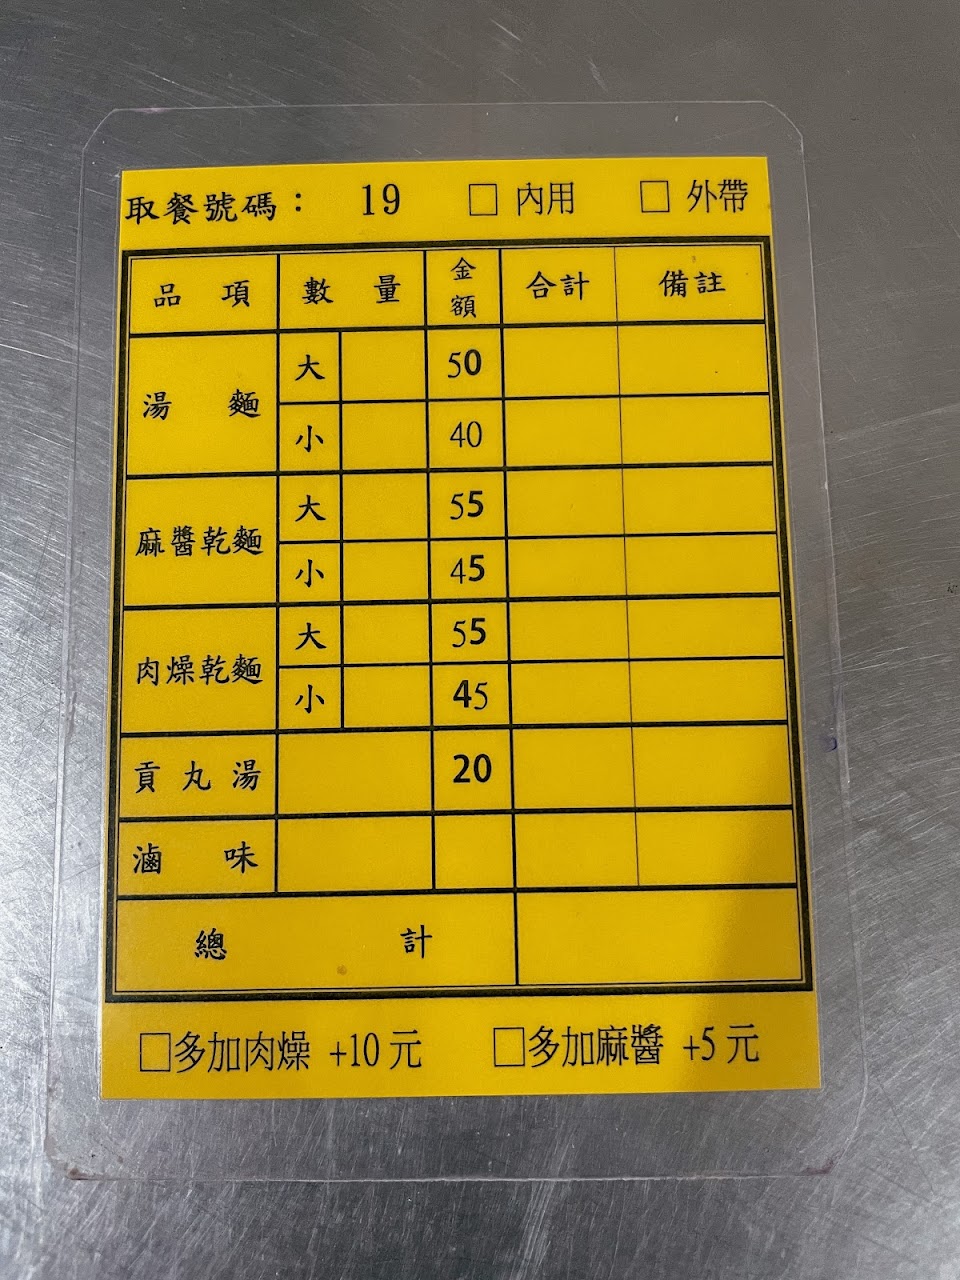 取餐號碼： 19 □ 內用 □ 外帶
品項 數量 金額 合計 備註
湯麵 大 50
小 40
麻醬乾麵 大 55
小 45
肉燥乾麵 大 55
小 45
貢丸湯 20
滷味
總計
□多加肉燥 +10 元 □多加麻醬 +5 元